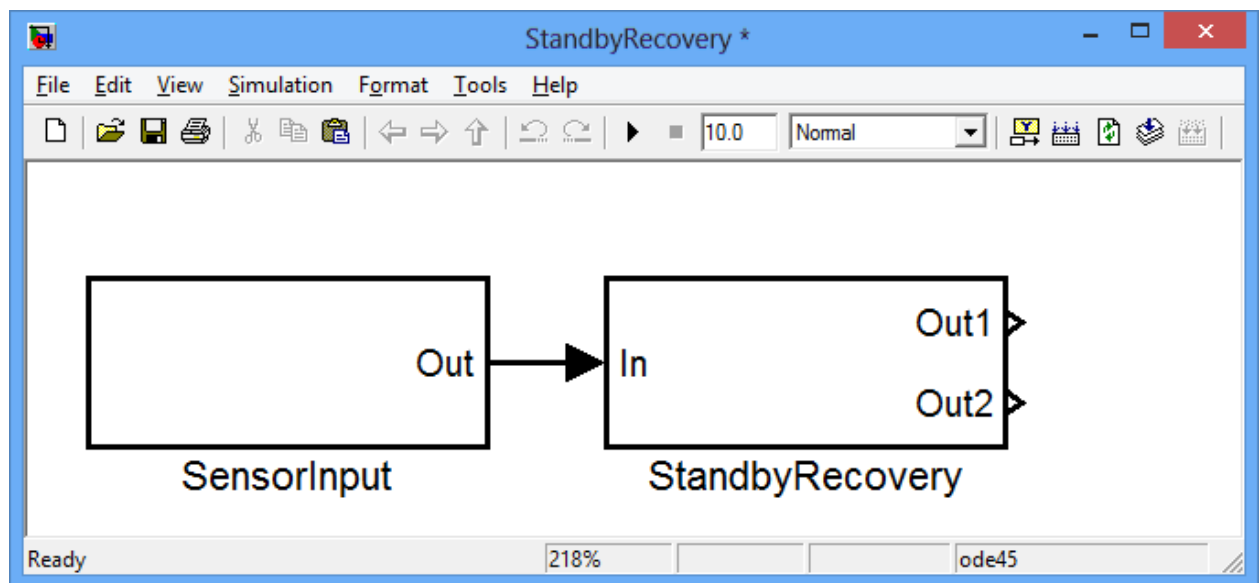 StandbyRecovery *
File Edit View Simulation Format Tools Help
10.0 Normal
Out1
Out In
Out2
SensorInput StandbyRecovery
Ready 218% ode45